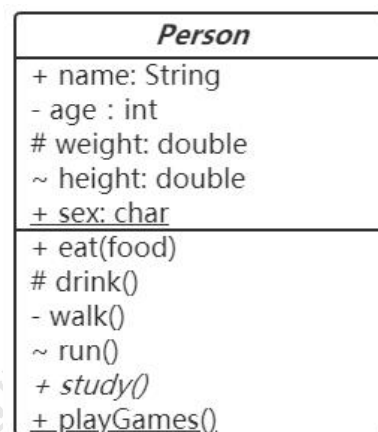 Person
+ name: String
- age : int
# weight: double
~ height: double
+ sex: char
+ eat(food)
# drink()
- walk()
~ run()
+ study()
+ playGames()